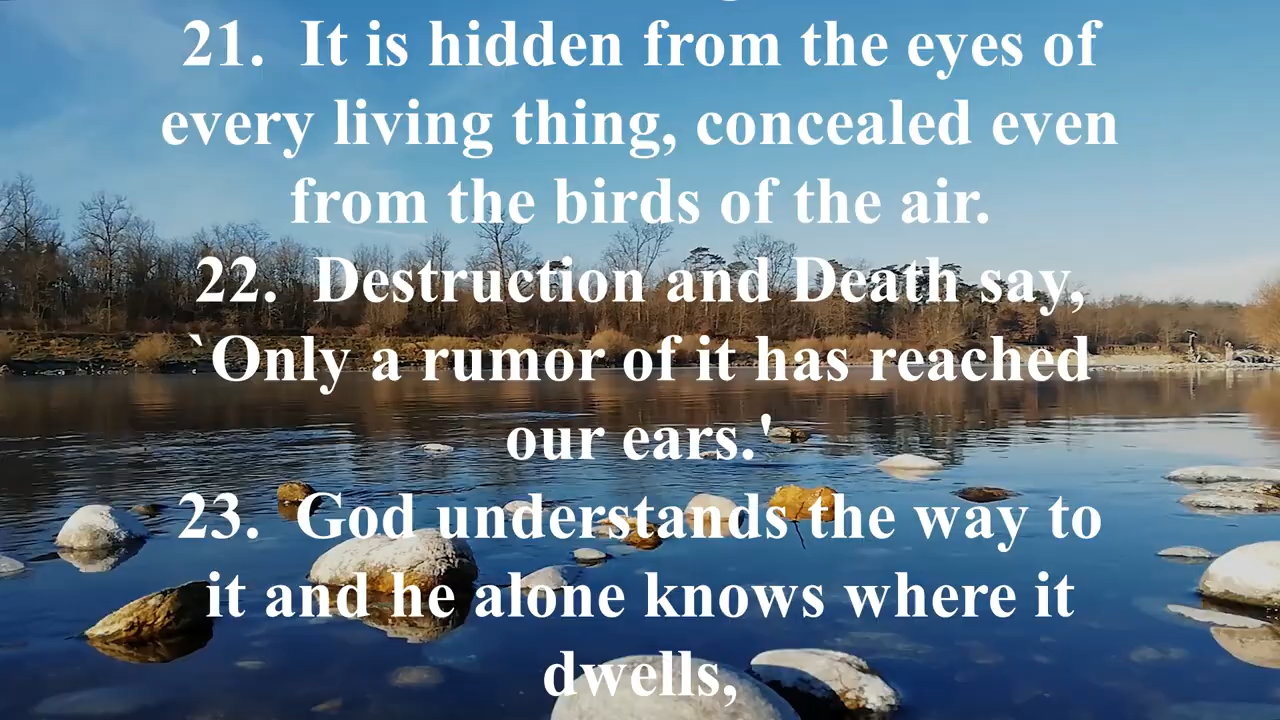 21.  It is hidden from the eyes of
every living thing, concealed even
from the birds of the air.
22.  Destruction and Death say,
`Only a rumor of it has reached
our ears.'
23.  God understands the way to
it and he alone knows where it
dwells,